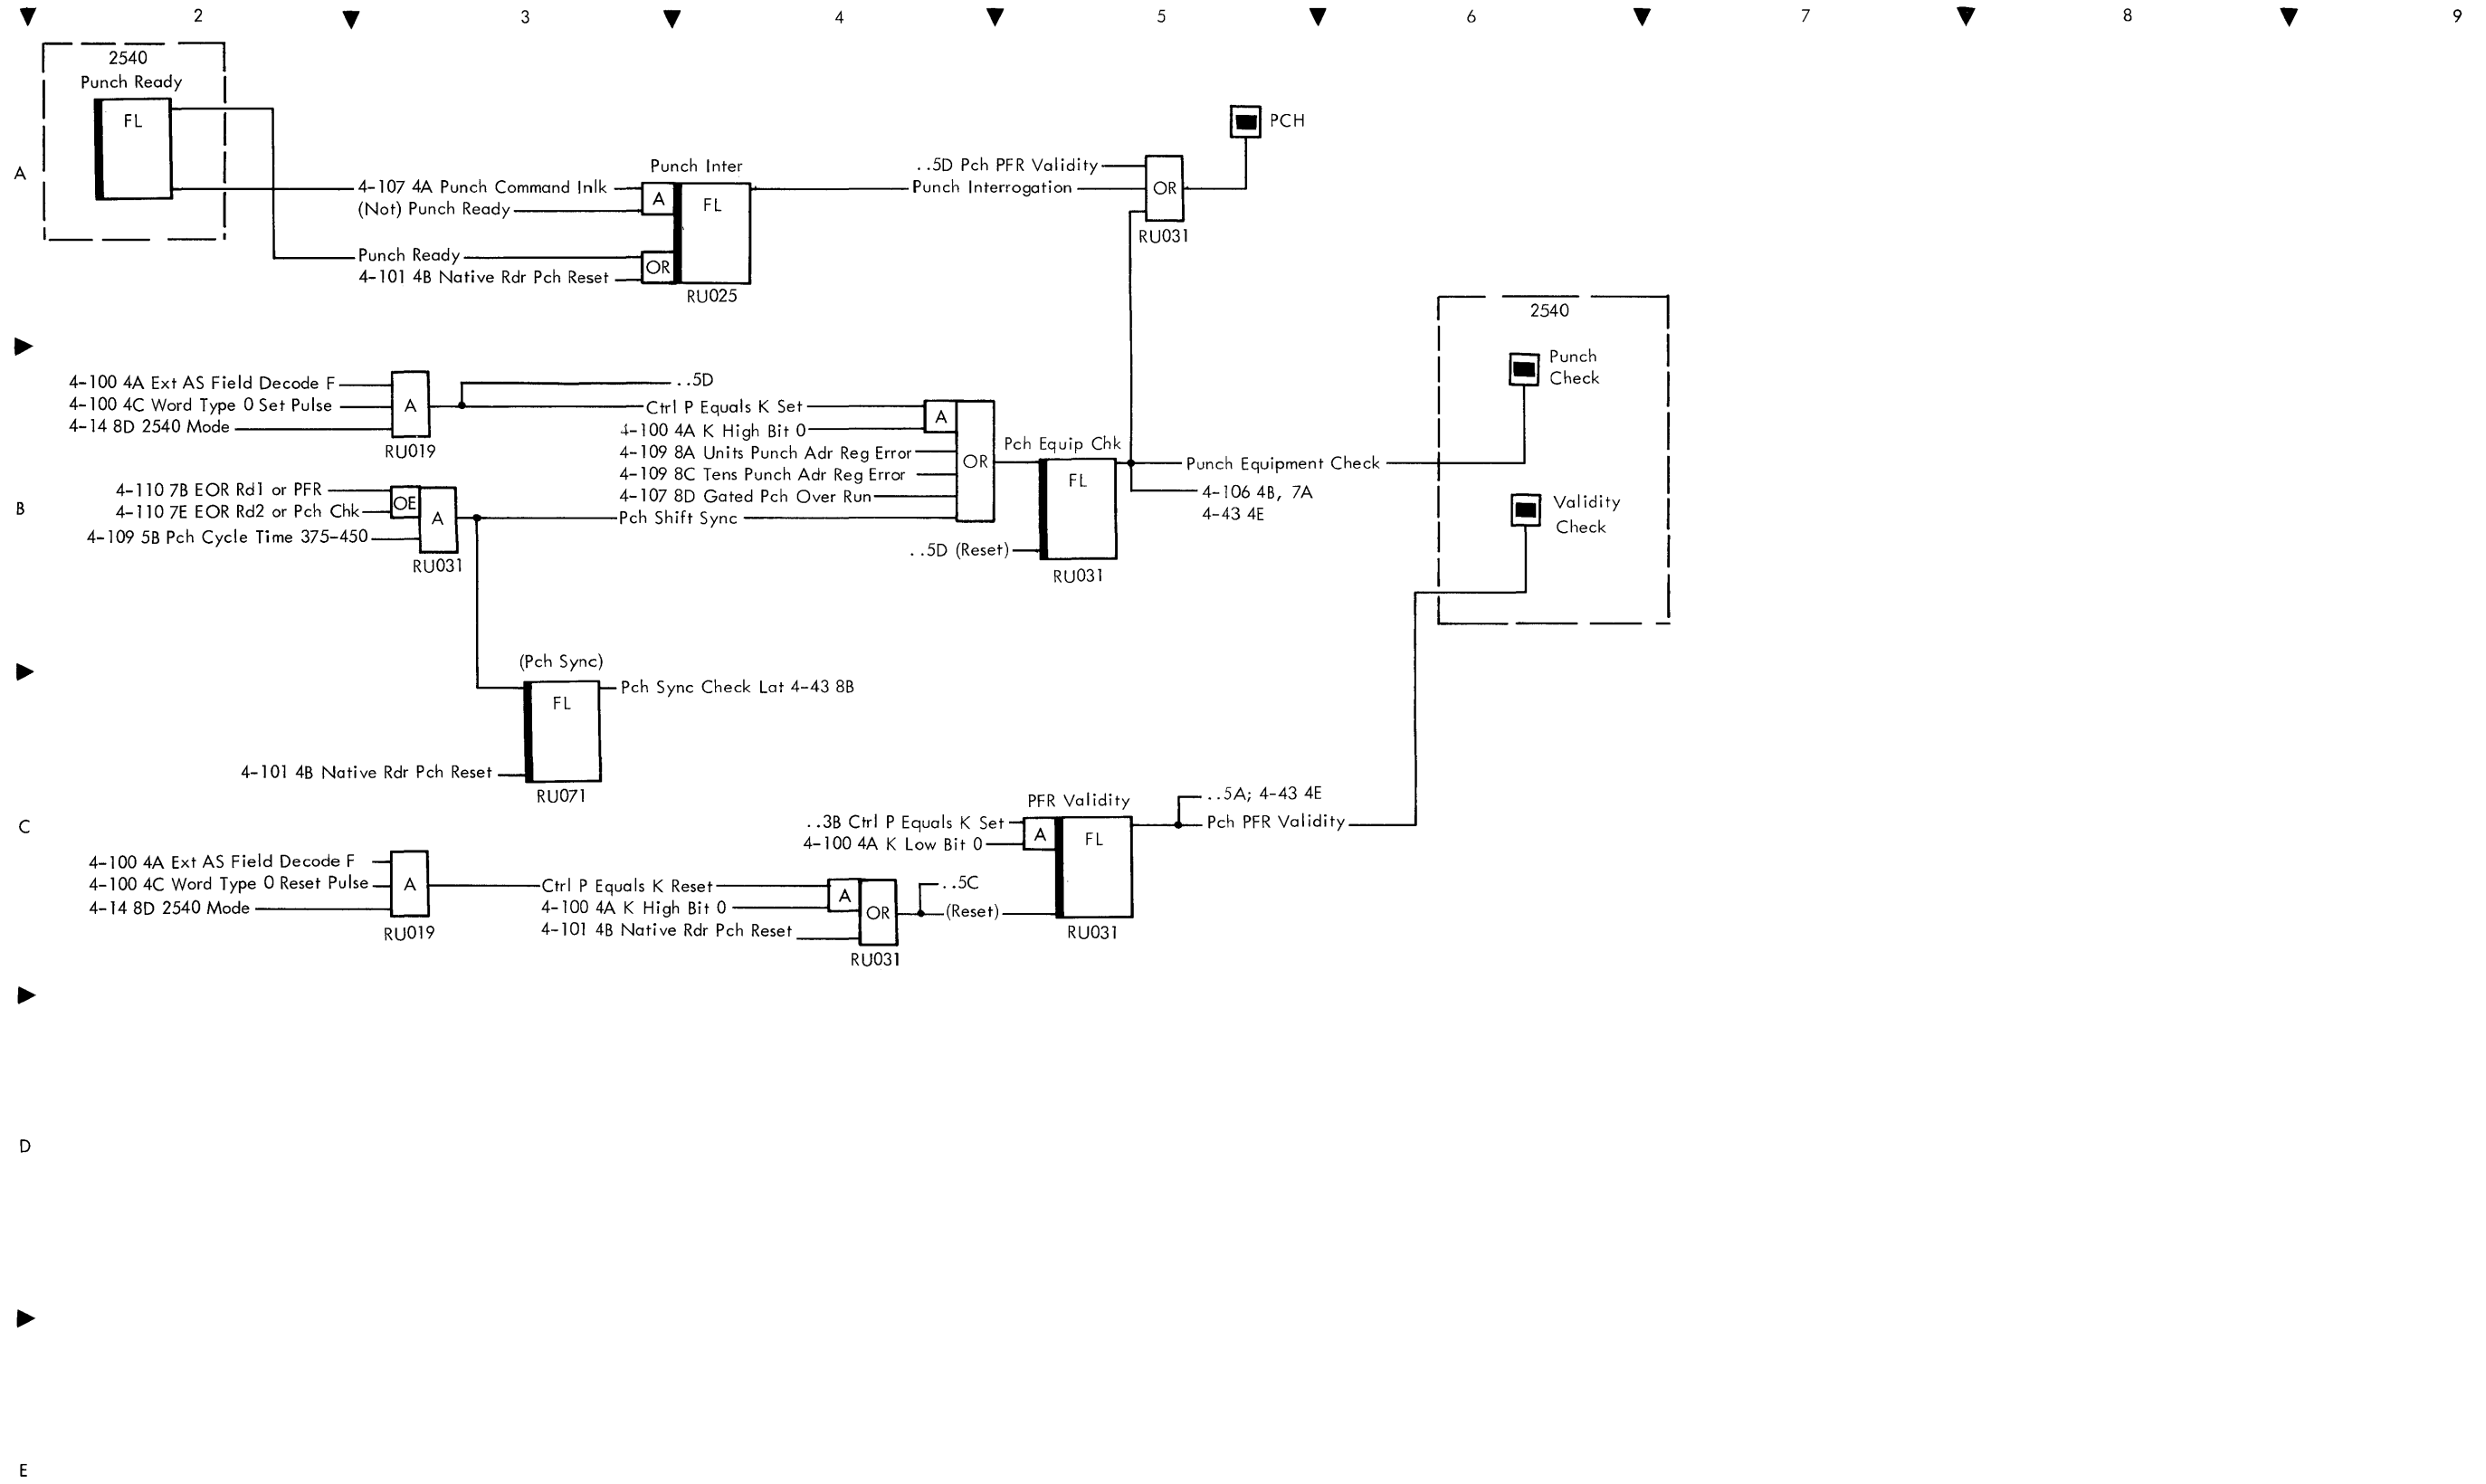 2 3 4 5 6 7 8 9
2540
Punch Ready
FL
A
4-107 4A Punch Command Inlk
(Not) Punch Ready
Punch Ready
4-101 4B Native Rdr Pch Reset
Punch Inter
A
FL
OR
RU025
..5D Pch PFR Validity
Punch Interrogation
OR
RU031
PCH
2540
Punch
Check
Validity
Check
4-100 4A Ext AS Field Decode F
4-100 4C Word Type 0 Set Pulse
4-14 8D 2540 Mode
A
RU019
..5D
Ctrl P Equals K Set
4-100 4A K High Bit 0
4-109 8A Units Punch Adr Reg Error
4-109 8C Tens Punch Adr Reg Error
4-107 8D Gated Pch Over Run
Pch Shift Sync
A
OR
Pch Equip Chk
FL
..5D (Reset)
RU031
Punch Equipment Check
4-106 4B, 7A
4-43 4E
B
4-110 7B EOR Rd1 or PFR
4-110 7E EOR Rd2 or Pch Chk
4-109 5B Pch Cycle Time 375-450
OE
A
RU031
(Pch Sync)
FL
Pch Sync Check Lat 4-43 8B
4-101 4B Native Rdr Pch Reset
RU071
C
PFR Validity
..3B Ctrl P Equals K Set
4-100 4A K Low Bit 0
A
FL
..5A; 4-43 4E
Pch PFR Validity
4-100 4A Ext AS Field Decode F
4-100 4C Word Type 0 Reset Pulse
4-14 8D 2540 Mode
A
RU019
Ctrl P Equals K Reset
4-100 4A K High Bit 0
4-101 4B Native Rdr Pch Reset
A
OR
RU031
..5C
(Reset)
RU031
D
E